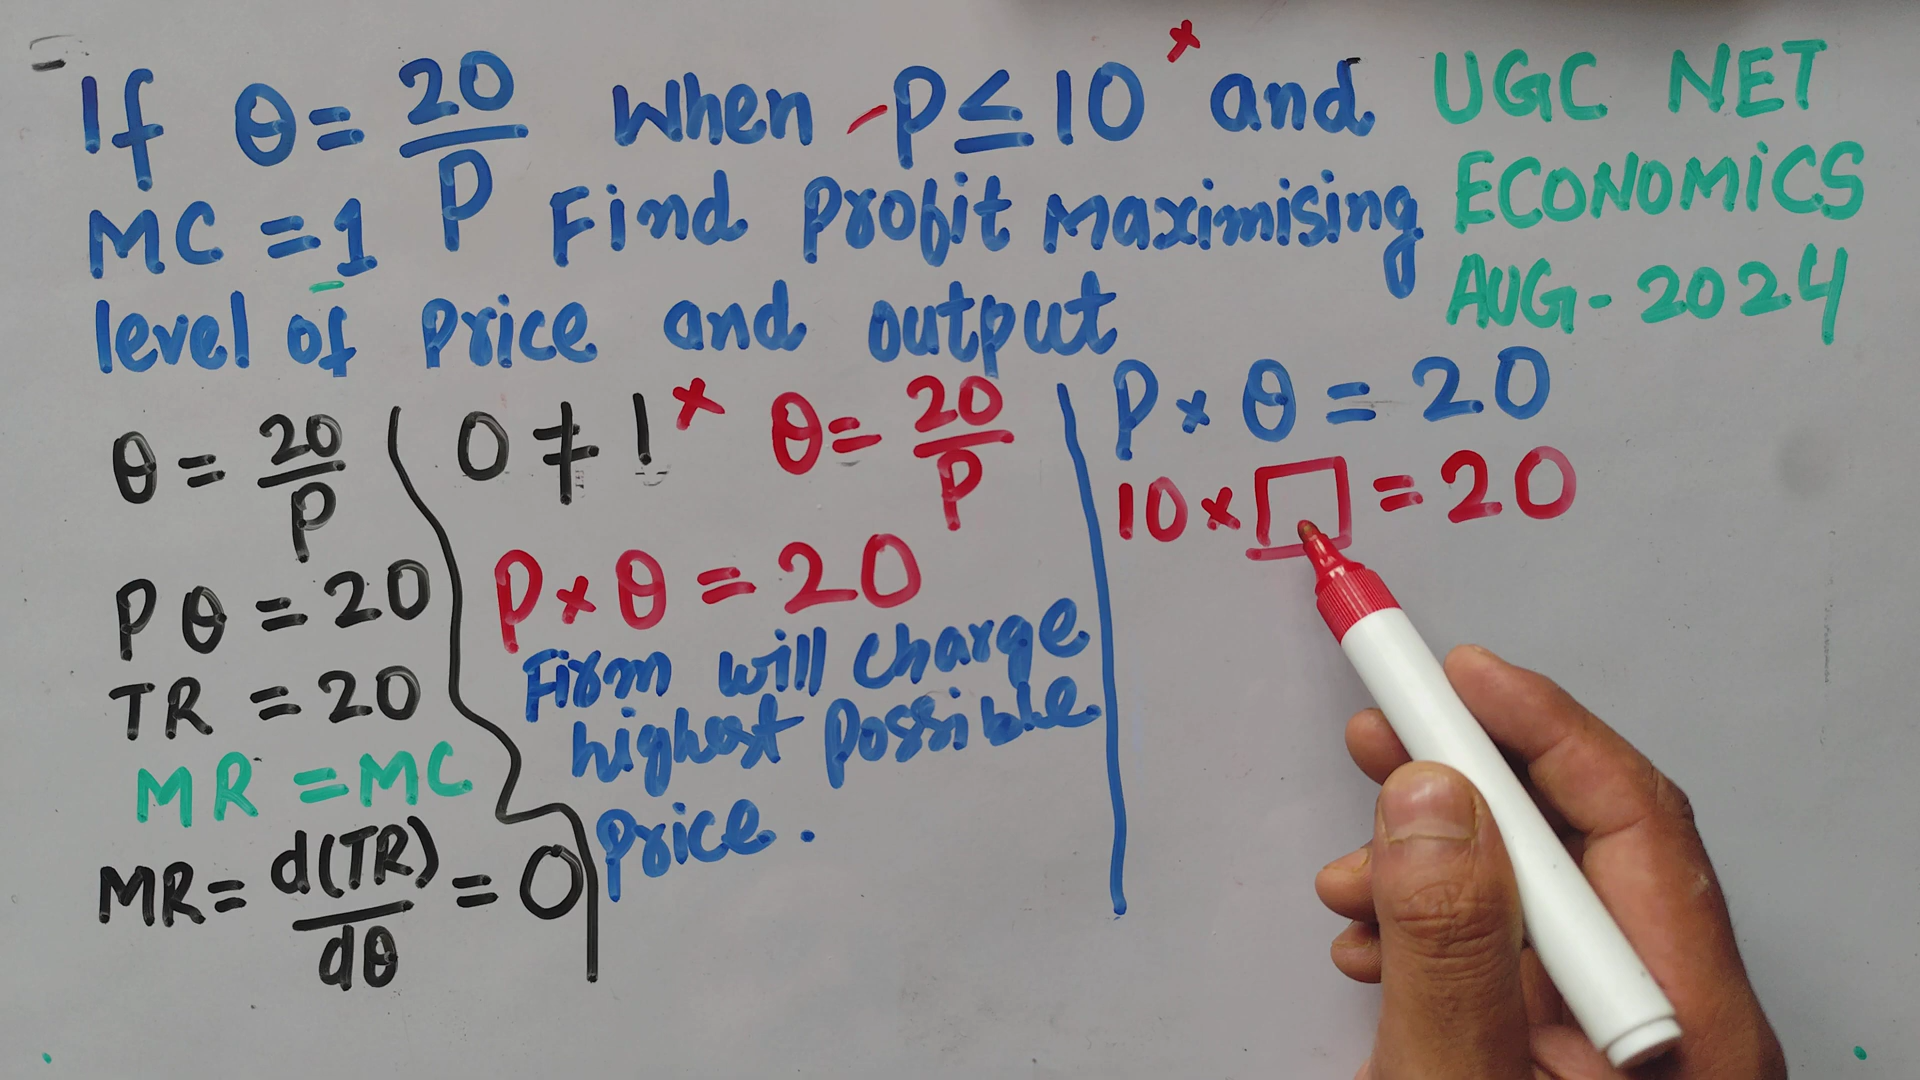 If θ = 20/P When P ≤ 10 × and
MC = 1 Find Profit Maximising
level of Price and output
UGC NET
ECONOMICS
AUG-2024
θ = 20/P
Pθ = 20
TR = 20
MR = MC
MR = d(TR)/dθ = 0
0 ≠ 1 × θ = 20/P
P × θ = 20
Firm will charge
highest possible
price.
P × θ = 20
10 × □ = 20